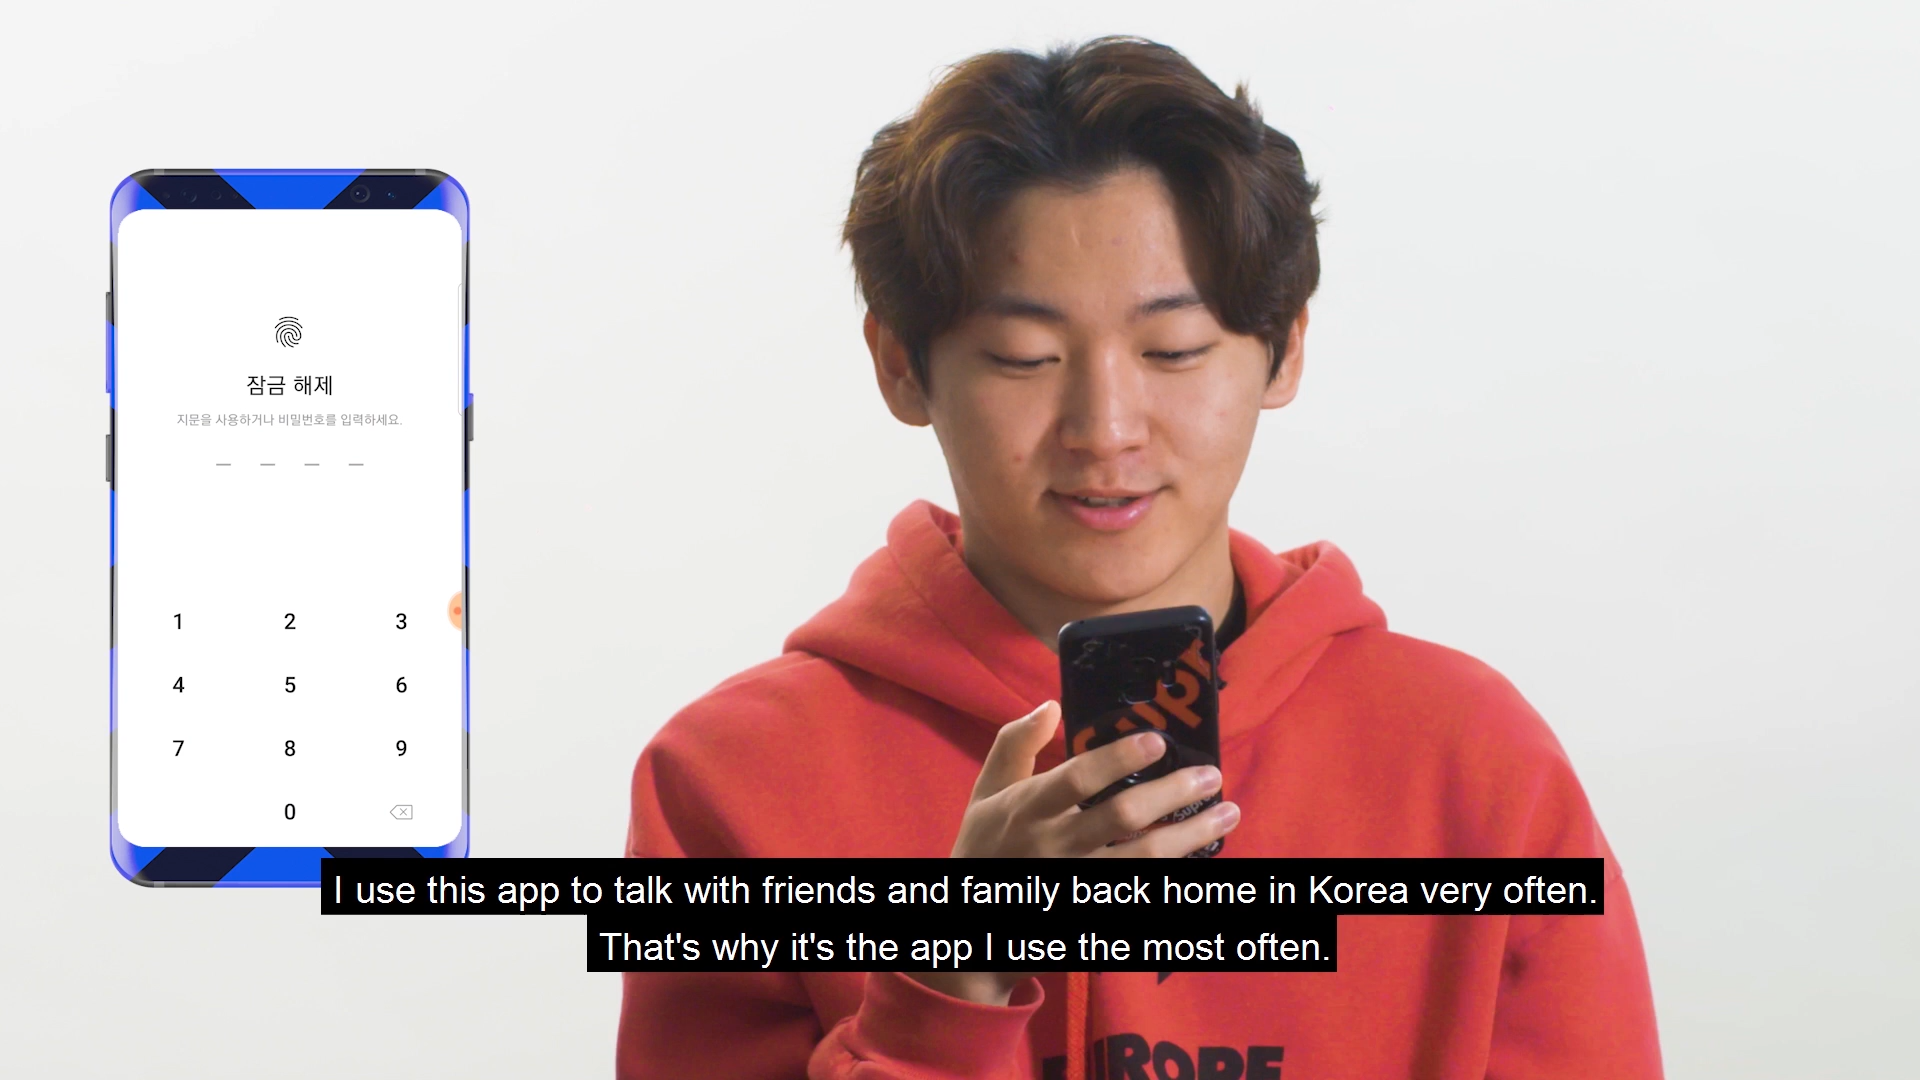 잠금 해제
지문을 사용하거나 비밀번호를 입력하세요.
1 2 3
4 5 6
7 8 9
0
Supr
I use this app to talk with friends and family back home in Korea very often.
That's why it's the app I use the most often.